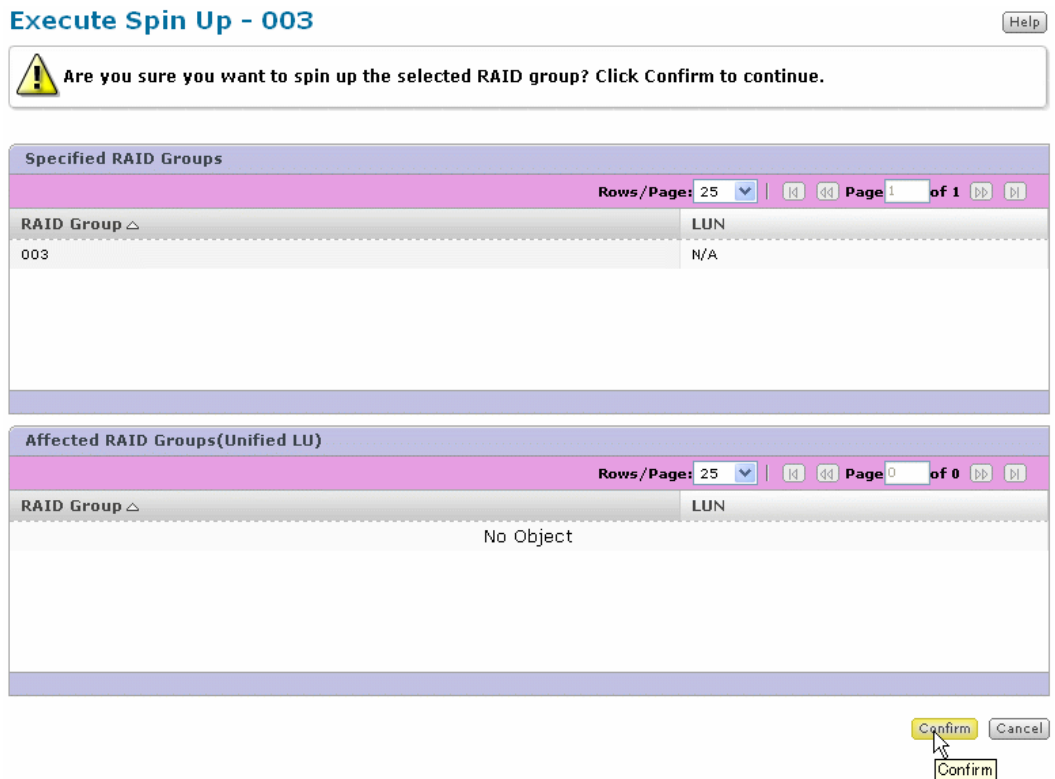 Execute Spin Up - 003
Help
Are you sure you want to spin up the selected RAID group? Click Confirm to continue.
Specified RAID Groups
Rows/Page: 25 Page 1 of 1
RAID Group LUN
003 N/A
Affected RAID Groups(Unified LU)
Rows/Page: 25 Page 0 of 0
RAID Group LUN
No Object
Confirm Cancel
Confirm